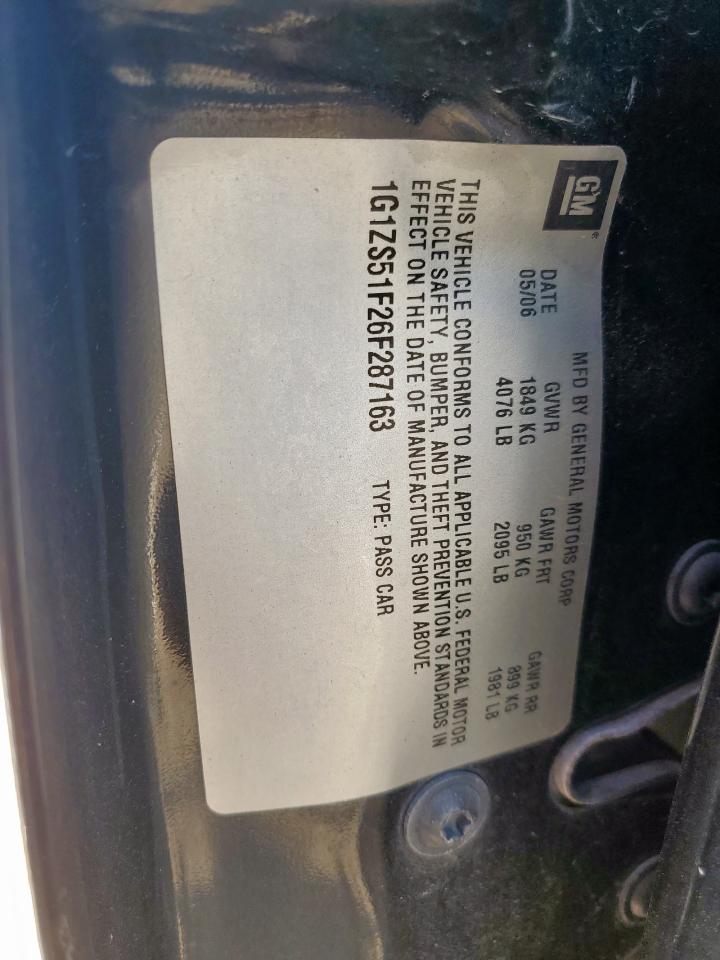 GM®
MFD BY GENERAL MOTORS CORP
DATE GVWR GAWR FRT GAWR RR
05/06 1849 KG 950 KG 899 KG
4076 LB 2095 LB 1981 LB
THIS VEHICLE CONFORMS TO ALL APPLICABLE U.S. FEDERAL MOTOR
VEHICLE SAFETY, BUMPER, AND THEFT PREVENTION STANDARDS IN
EFFECT ON THE DATE OF MANUFACTURE SHOWN ABOVE.
1G1ZS51F26F287163 TYPE: PASS CAR